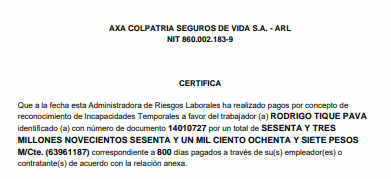 AXA COLPATRIA SEGUROS DE VIDA S.A. - ARL
NIT 860.002.183-9
CERTIFICA
Que a la fecha esta Administradora de Riesgos Laborales ha realizado pagos por concepto de
reconocimiento de Incapacidades Temporales a favor del trabajador (a) RODRIGO TIQUE PAVA
identificado (a) con número de documento 14010727 por un total de SESENTA Y TRES
MILLONES NOVECIENTOS SESENTA Y UN MIL CIENTO OCHENTA Y SIETE PESOS
M/Cte. (63961187) correspondiente a 800 días pagados a través de su(s) empleador(es) o
contratante(s) de acuerdo con la relación anexa.